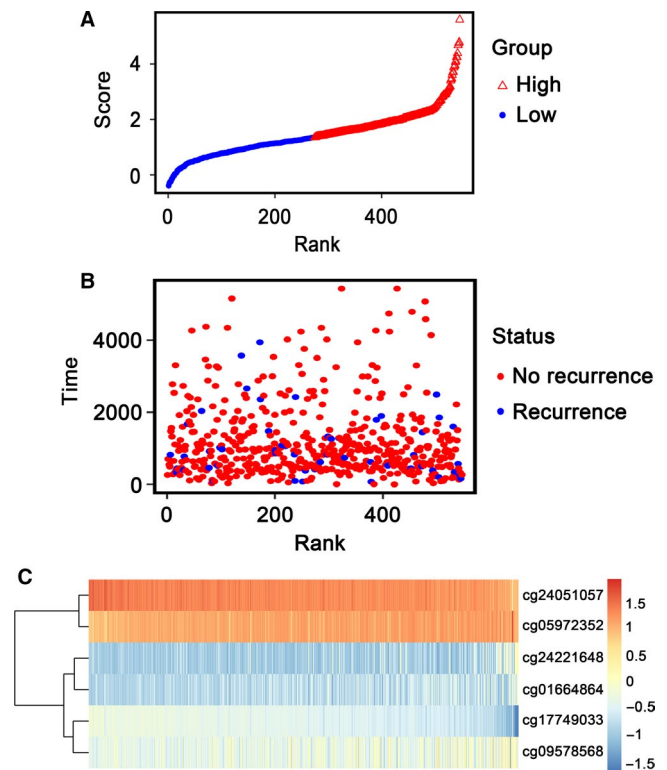 A
Score
4
2
0
0 200 400
Rank
Group
High
Low
B
Time
4000
2000
0
0 200 400
Rank
Status
No recurrence
Recurrence
C
cg24051057
cg05972352
cg24221648
cg01664864
cg17749033
cg09578568
1.5
1
0.5
0
−0.5
−1
−1.5